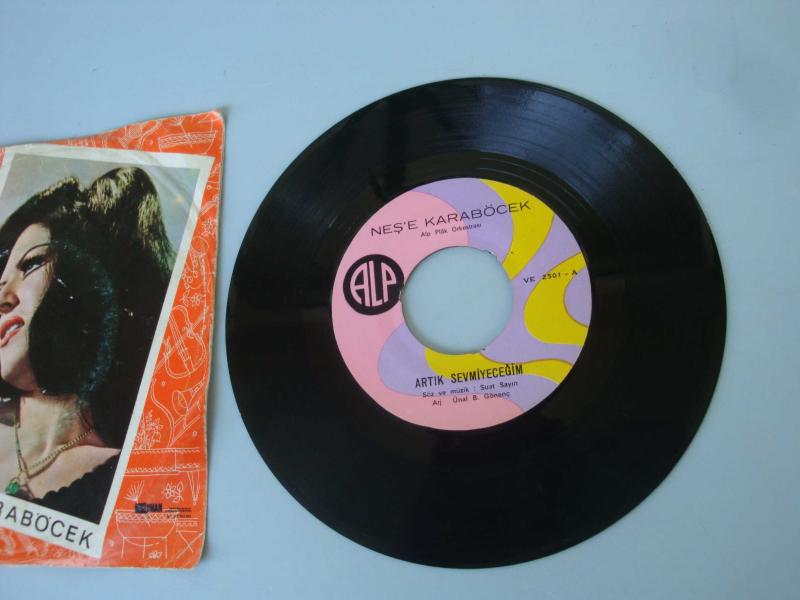 NEŞ'E KARABÖCEK
Alp Plâk Orkestrası
ALP
VE 2501 - A
ARTIK SEVMİYECEĞİM
Söz ve müzik : Suat Sayın
Arj Ünal B. Gönenç
RABÖCEK